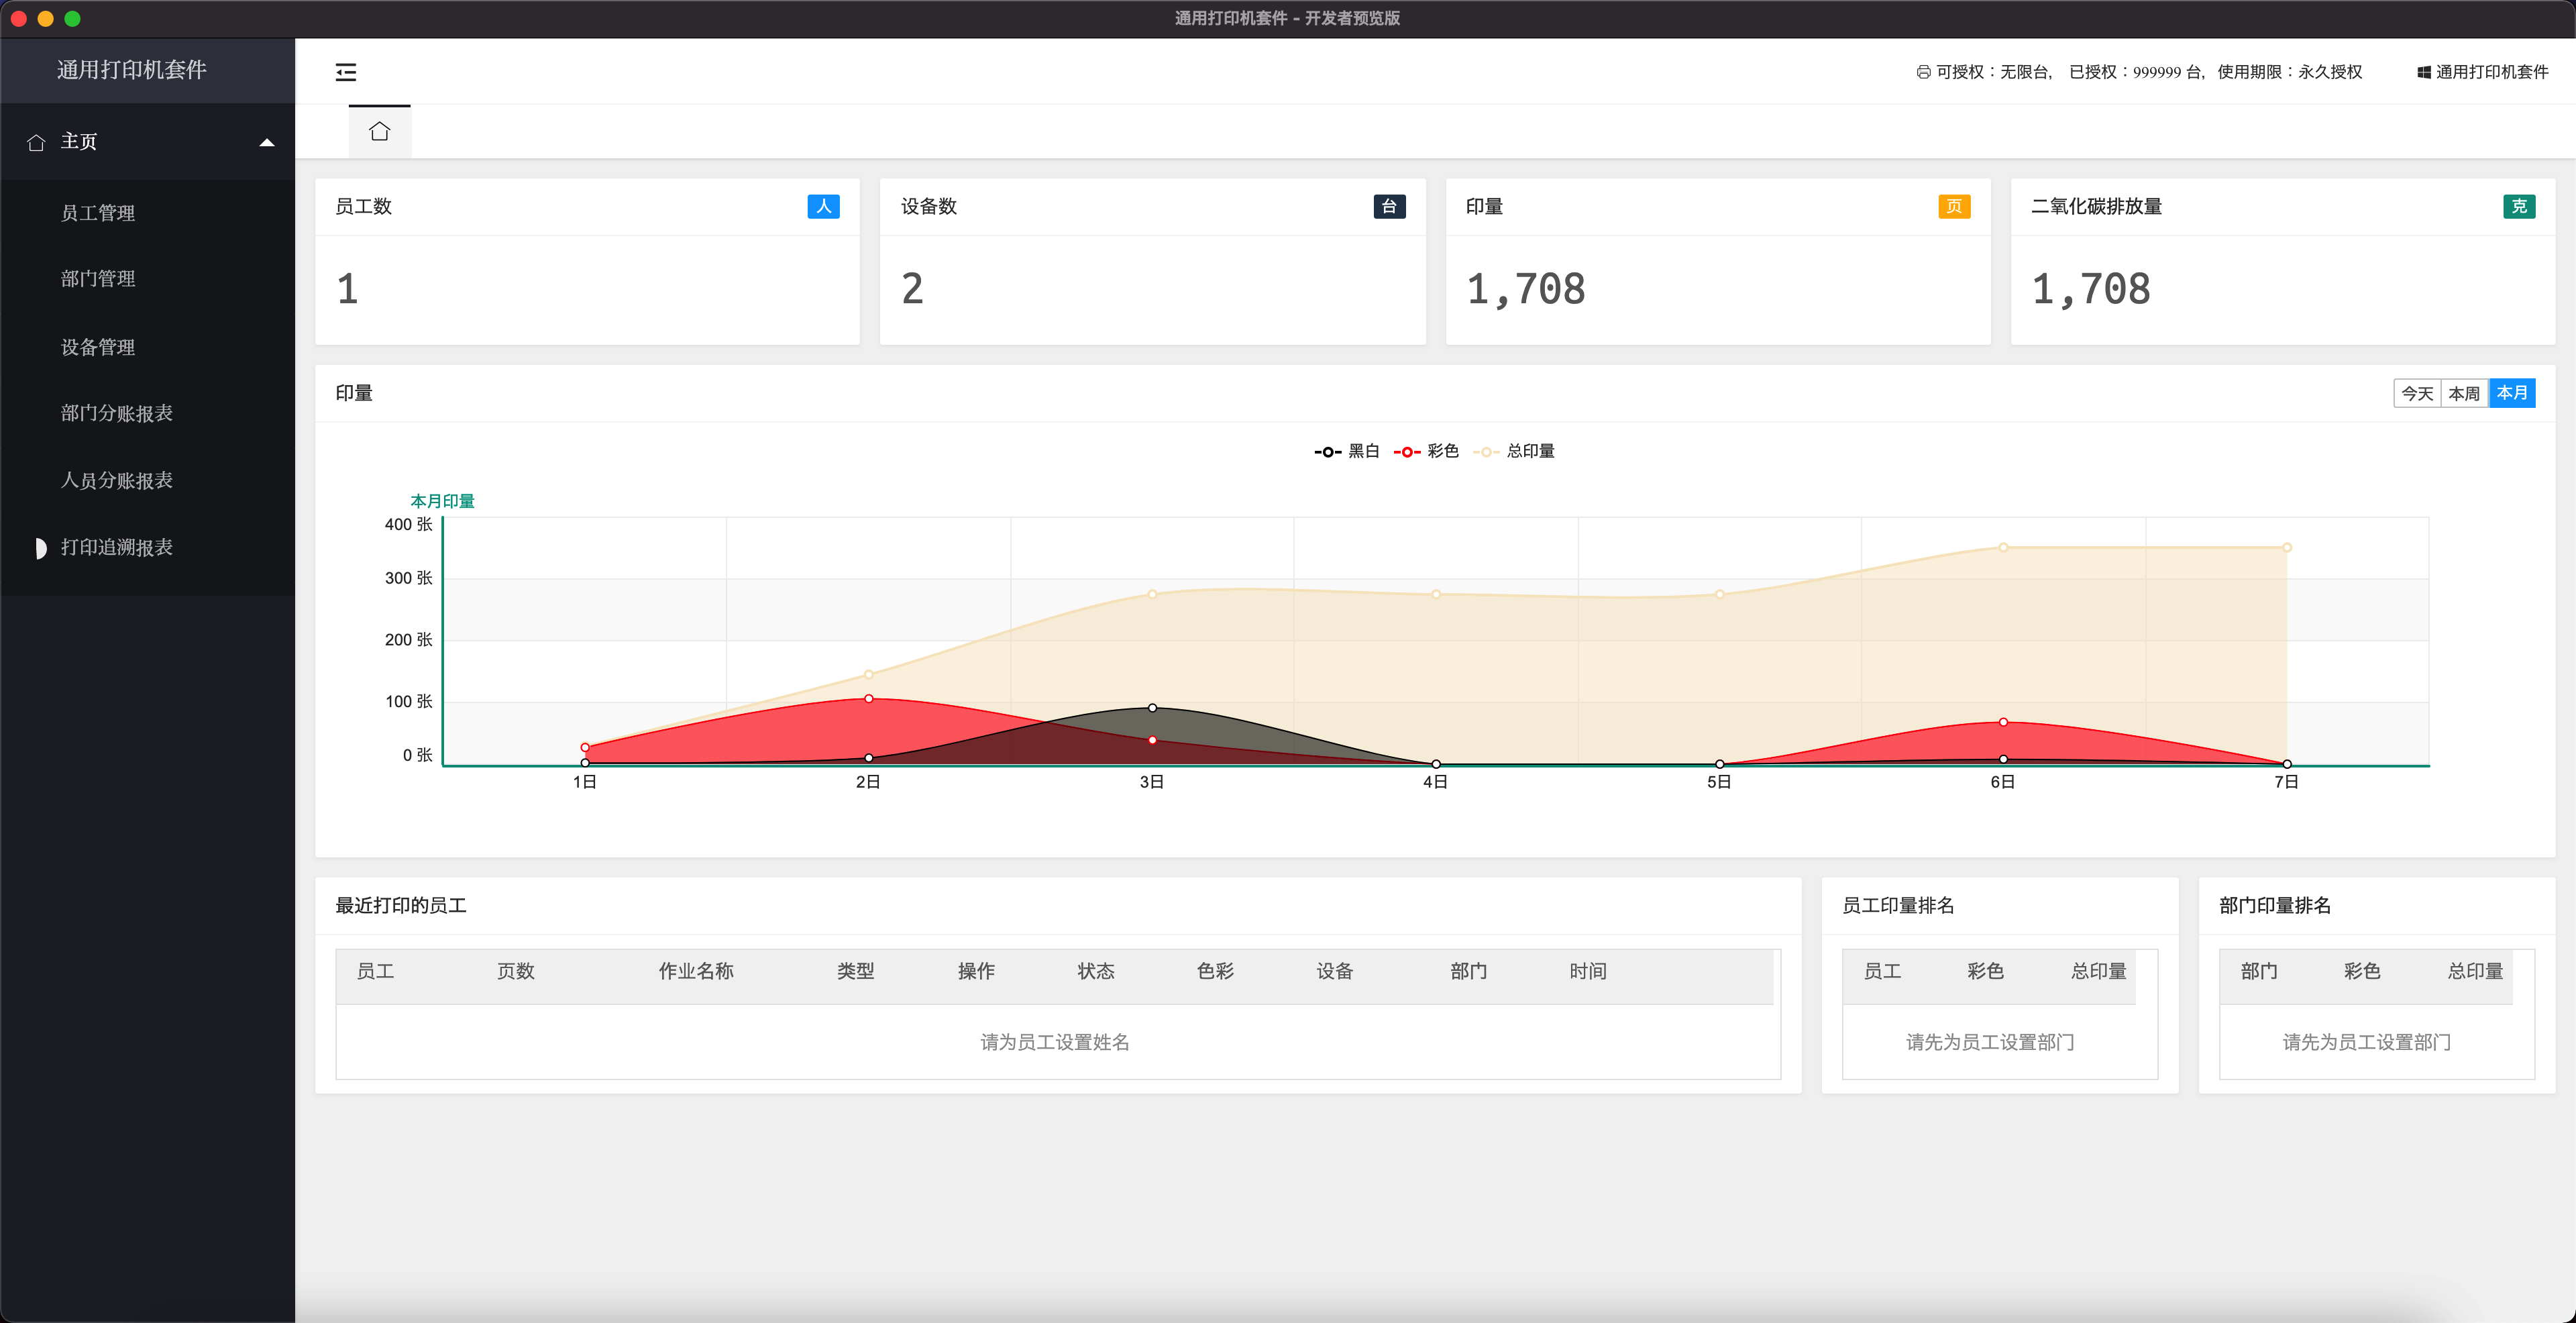 通用打印机套件 - 开发者预览版
通用打印机套件
主页
员工管理
部门管理
设备管理
部门分账报表
人员分账报表
打印追溯报表
可授权：无限台, 已授权：999999 台, 使用期限：永久授权 通用打印机套件
员工数 人
1
设备数 台
2
印量 页
1,708
二氧化碳排放量 克
1,708
印量 今天 本周 本月
黑白 彩色 总印量
本月印量
400 张
300 张
200 张
100 张
0 张
1日 2日 3日 4日 5日 6日 7日
最近打印的员工
员工 页数 作业名称 类型 操作 状态 色彩 设备 部门 时间
请为员工设置姓名
员工印量排名
员工 彩色 总印量
请先为员工设置部门
部门印量排名
部门 彩色 总印量
请先为员工设置部门